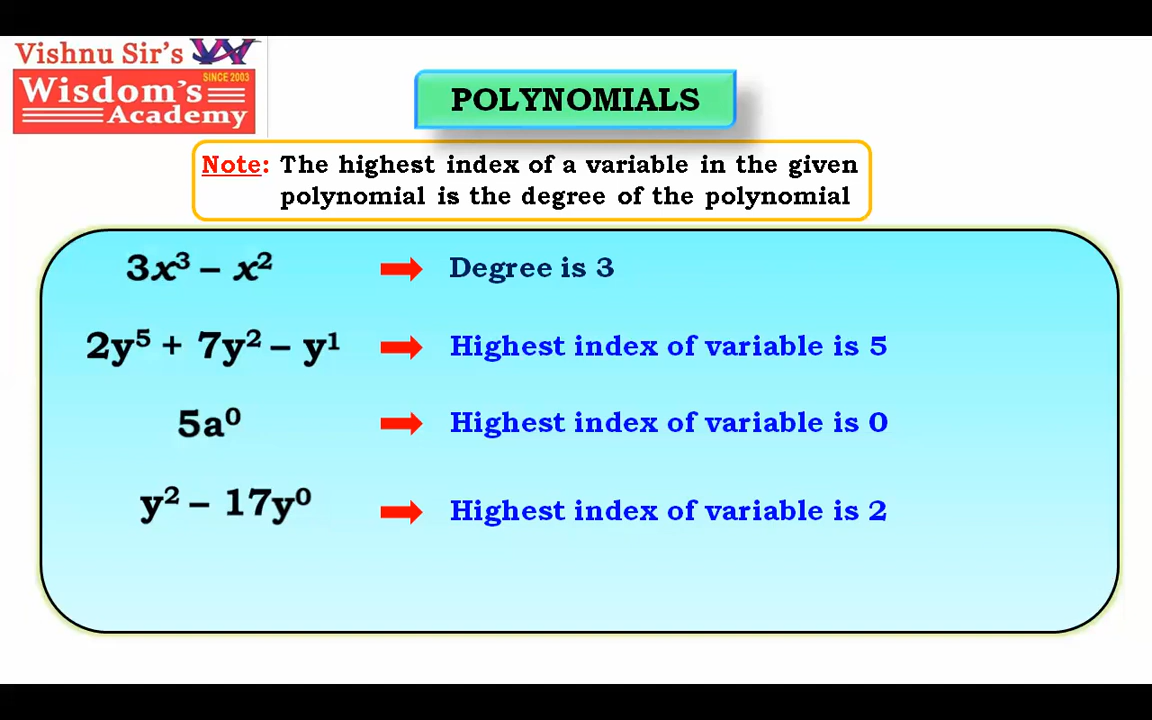 Vishnu Sir's
SINCE 2003
Wisdom's
Academy
POLYNOMIALS
Note: The highest index of a variable in the given
polynomial is the degree of the polynomial
3x³ – x² Degree is 3
2y⁵ + 7y² – y¹ Highest index of variable is 5
5a⁰ Highest index of variable is 0
y² – 17y⁰ Highest index of variable is 2